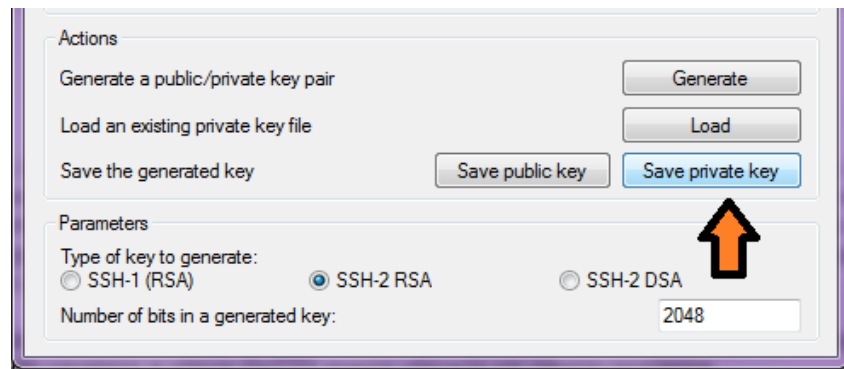 Actions
Generate a public/private key pair Generate
Load an existing private key file Load
Save the generated key Save public key Save private key
Parameters
Type of key to generate:
SSH-1 (RSA) SSH-2 RSA SSH-2 DSA
Number of bits in a generated key: 2048